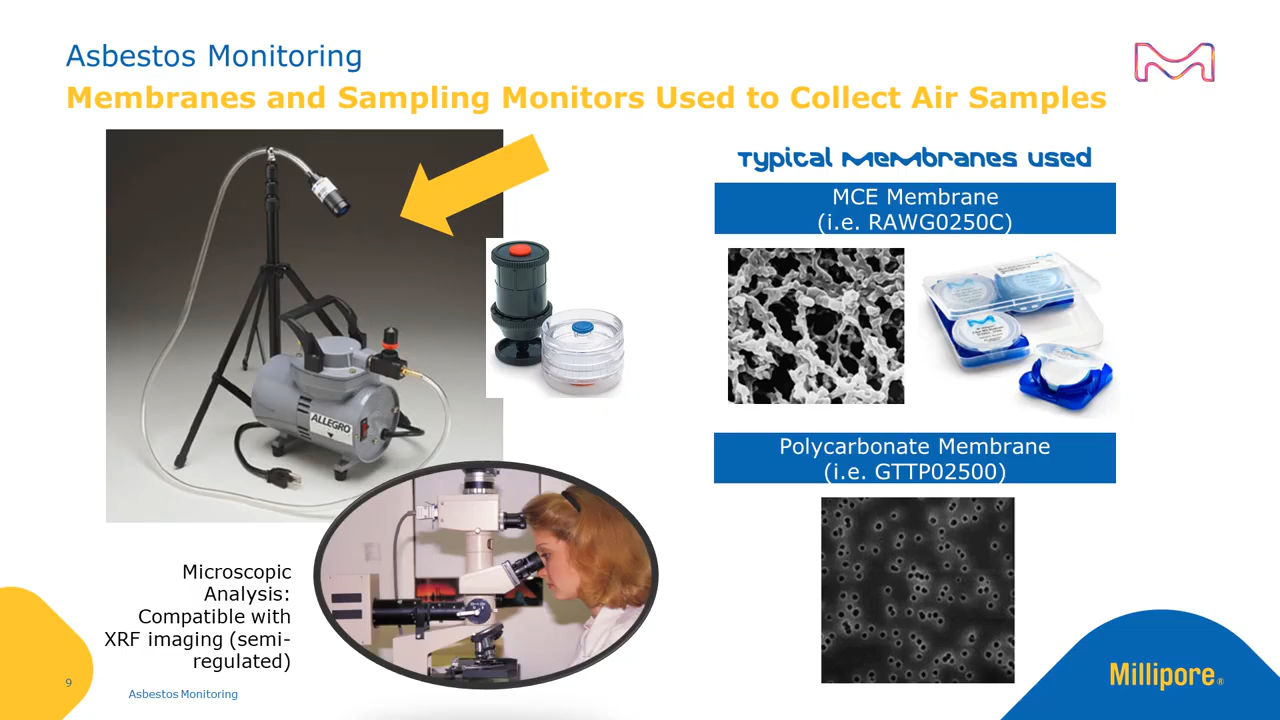 Asbestos Monitoring
Membranes and Sampling Monitors Used to Collect Air Samples
Typical Membranes Used
MCE Membrane
(i.e. RAWG0250C)
ALLEGRO
Polycarbonate Membrane
(i.e. GTTP02500)
Microscopic
Analysis:
Compatible with
XRF imaging (semi-
regulated)
9
Asbestos Monitoring
Millipore®